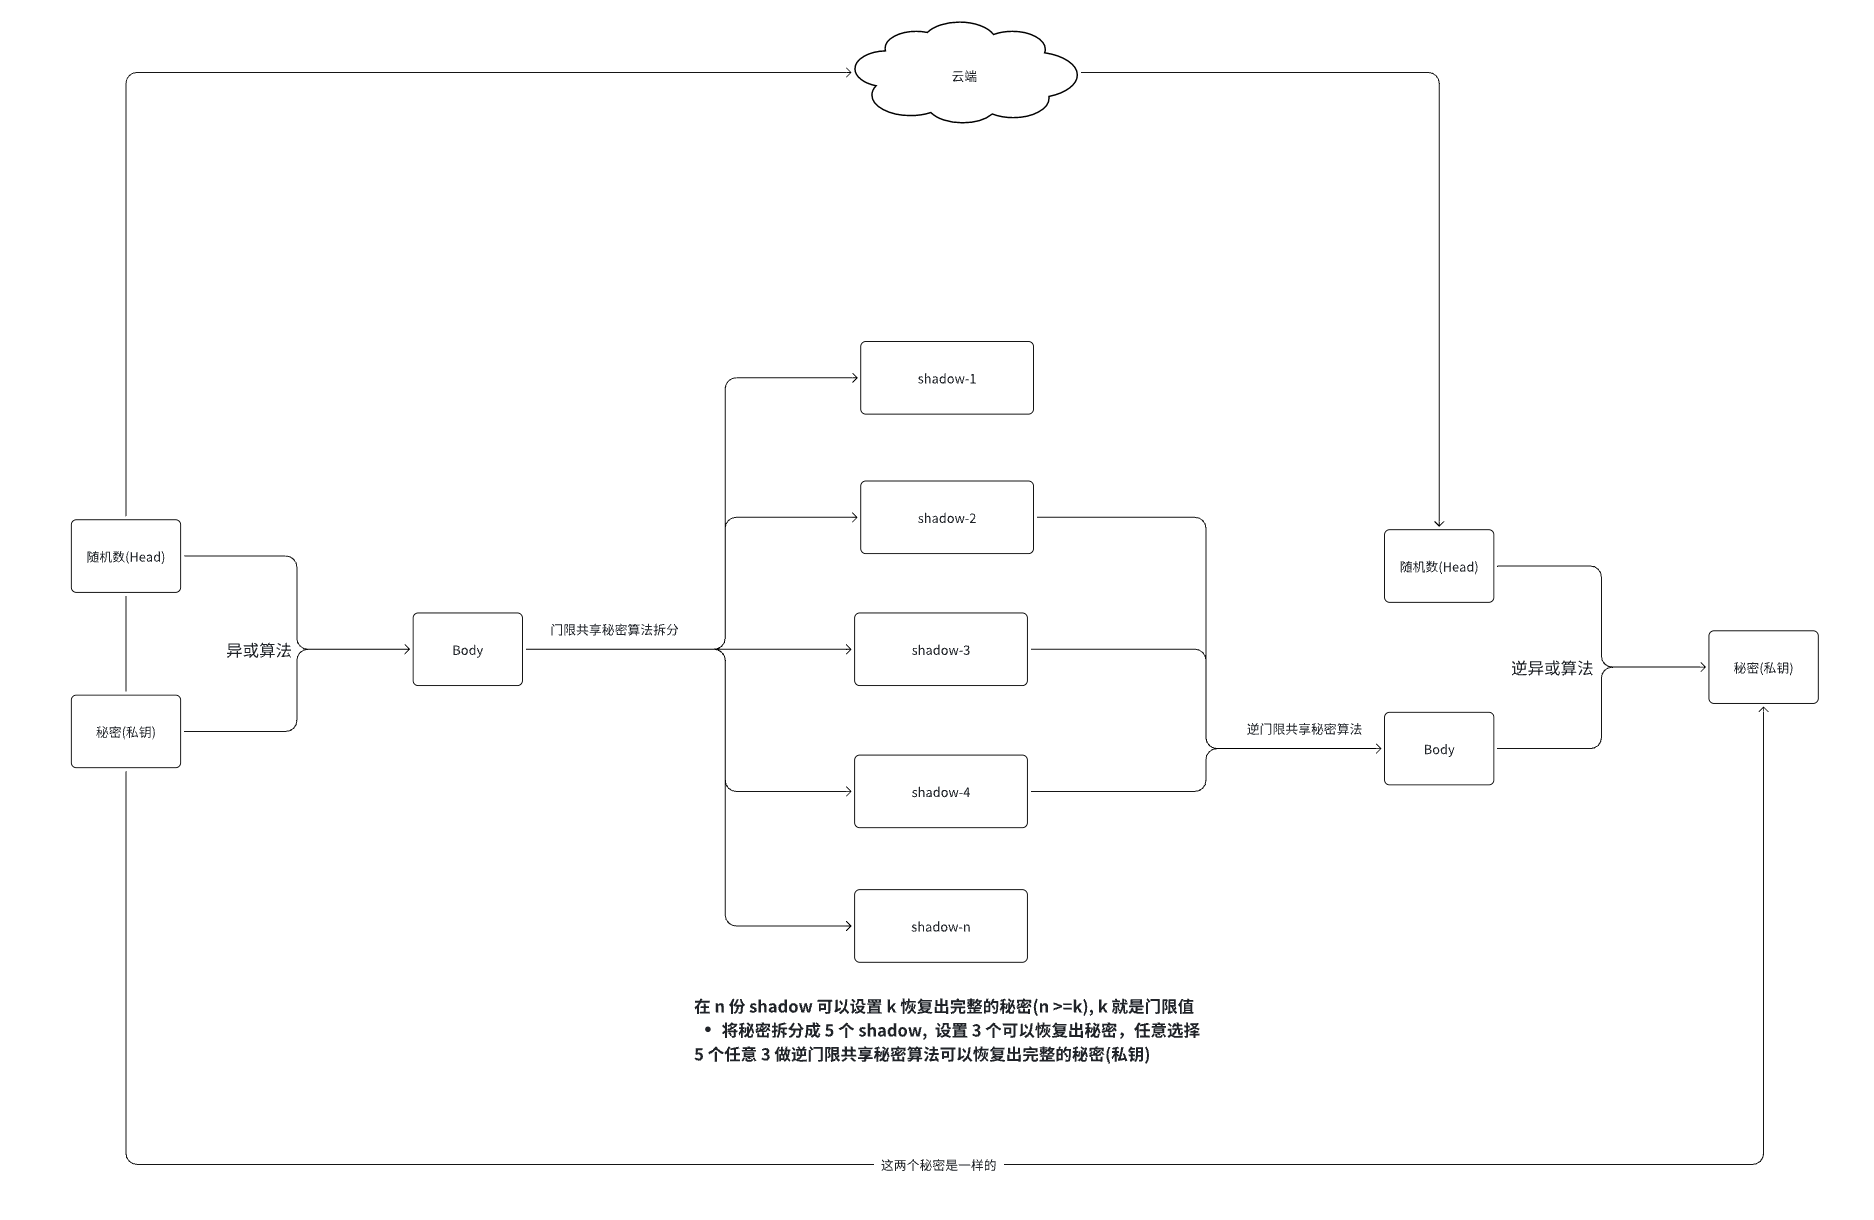 云端
shadow-1
shadow-2
随机数(Head)
随机数(Head)
门限共享秘密算法拆分
异或算法
Body
shadow-3
逆异或算法
秘密(私钥)
秘密(私钥)
逆门限共享秘密算法
Body
shadow-4
shadow-n
在 n 份 shadow 可以设置 k 恢复出完整的秘密(n >=k), k 就是门限值
• 将秘密拆分成 5 个 shadow,  设置 3 个可以恢复出秘密，任意选择
5 个任意 3 做逆门限共享秘密算法可以恢复出完整的秘密(私钥)
这两个秘密是一样的